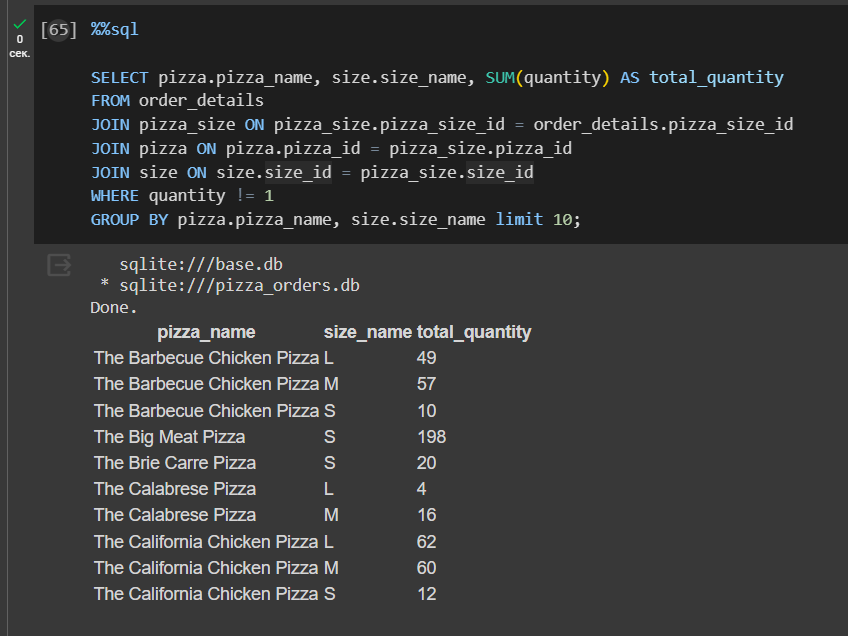 [65] %%sql
0
сек.
SELECT pizza.pizza_name, size.size_name, SUM(quantity) AS total_quantity
FROM order_details
JOIN pizza_size ON pizza_size.pizza_size_id = order_details.pizza_size_id
JOIN pizza ON pizza.pizza_id = pizza_size.pizza_id
JOIN size ON size.size_id = pizza_size.size_id
WHERE quantity != 1
GROUP BY pizza.pizza_name, size.size_name limit 10;
sqlite:///base.db
* sqlite:///pizza_orders.db
Done.
pizza_name size_name total_quantity
The Barbecue Chicken Pizza L 49
The Barbecue Chicken Pizza M 57
The Barbecue Chicken Pizza S 10
The Big Meat Pizza S 198
The Brie Carre Pizza S 20
The Calabrese Pizza L 4
The Calabrese Pizza M 16
The California Chicken Pizza L 62
The California Chicken Pizza M 60
The California Chicken Pizza S 12